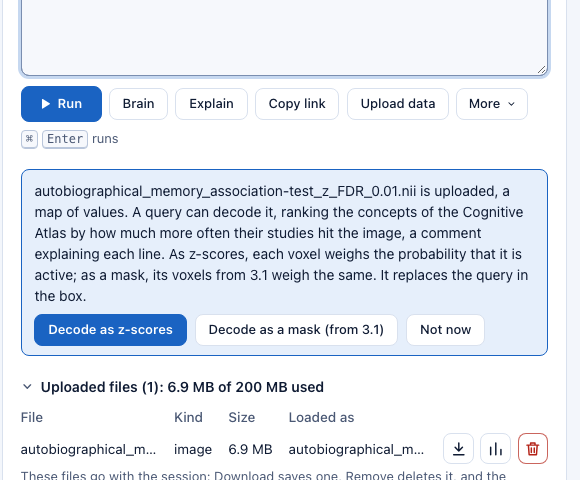 Run Brain Explain Copy link Upload data More
⌘ Enter runs
autobiographical_memory_association-test_z_FDR_0.01.nii is uploaded, a
map of values. A query can decode it, ranking the concepts of the Cognitive
Atlas by how much more often their studies hit the image, a comment
explaining each line. As z-scores, each voxel weighs the probability that it is
active; as a mask, its voxels from 3.1 weigh the same. It replaces the query in
the box.
Decode as z-scores Decode as a mask (from 3.1) Not now
Uploaded files (1): 6.9 MB of 200 MB used
File Kind Size Loaded as
autobiographical_m... image 6.9 MB autobiographical_m...
These files go with the session: Download saves one, Remove deletes it, and the